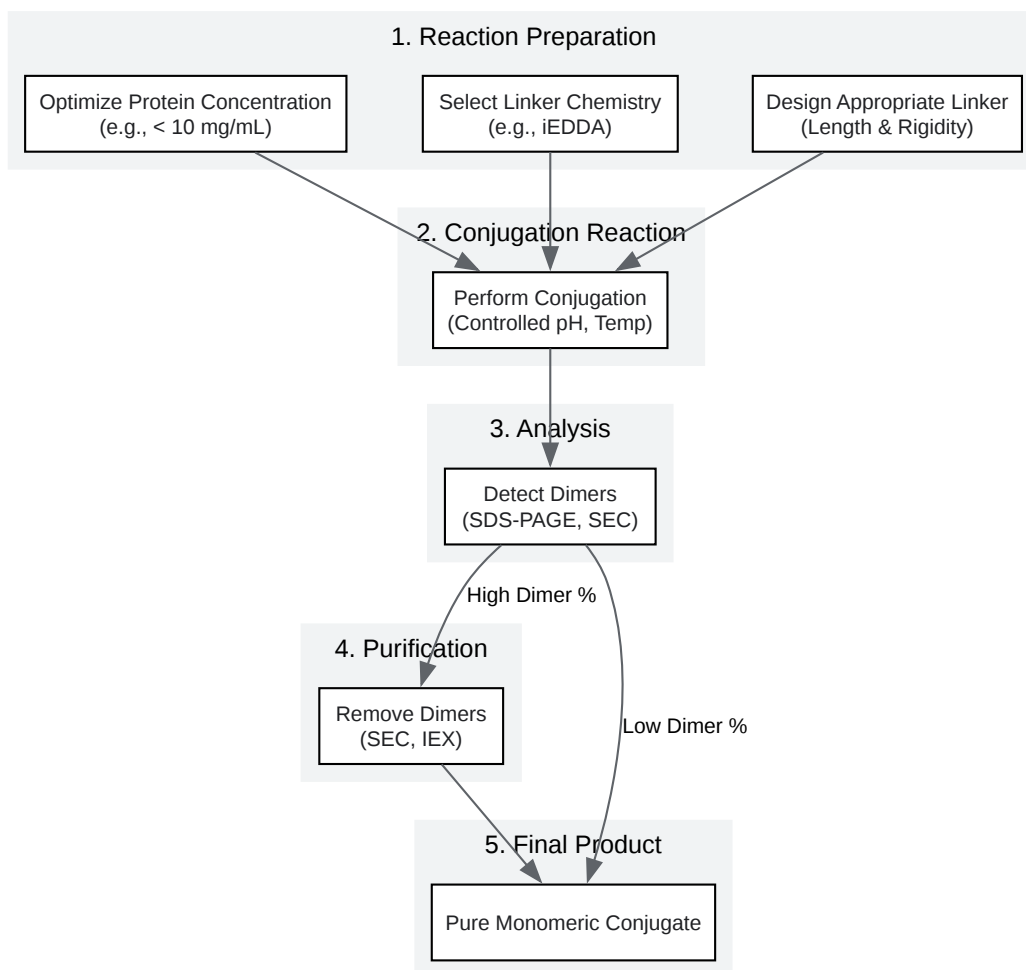 1. Reaction Preparation
Optimize Protein Concentration
(e.g., < 10 mg/mL)
Select Linker Chemistry
(e.g., iEDDA)
Design Appropriate Linker
(Length & Rigidity)
2. Conjugation Reaction
Perform Conjugation
(Controlled pH, Temp)
3. Analysis
Detect Dimers
(SDS-PAGE, SEC)
High Dimer %
4. Purification
Remove Dimers
(SEC, IEX)
Low Dimer %
5. Final Product
Pure Monomeric Conjugate